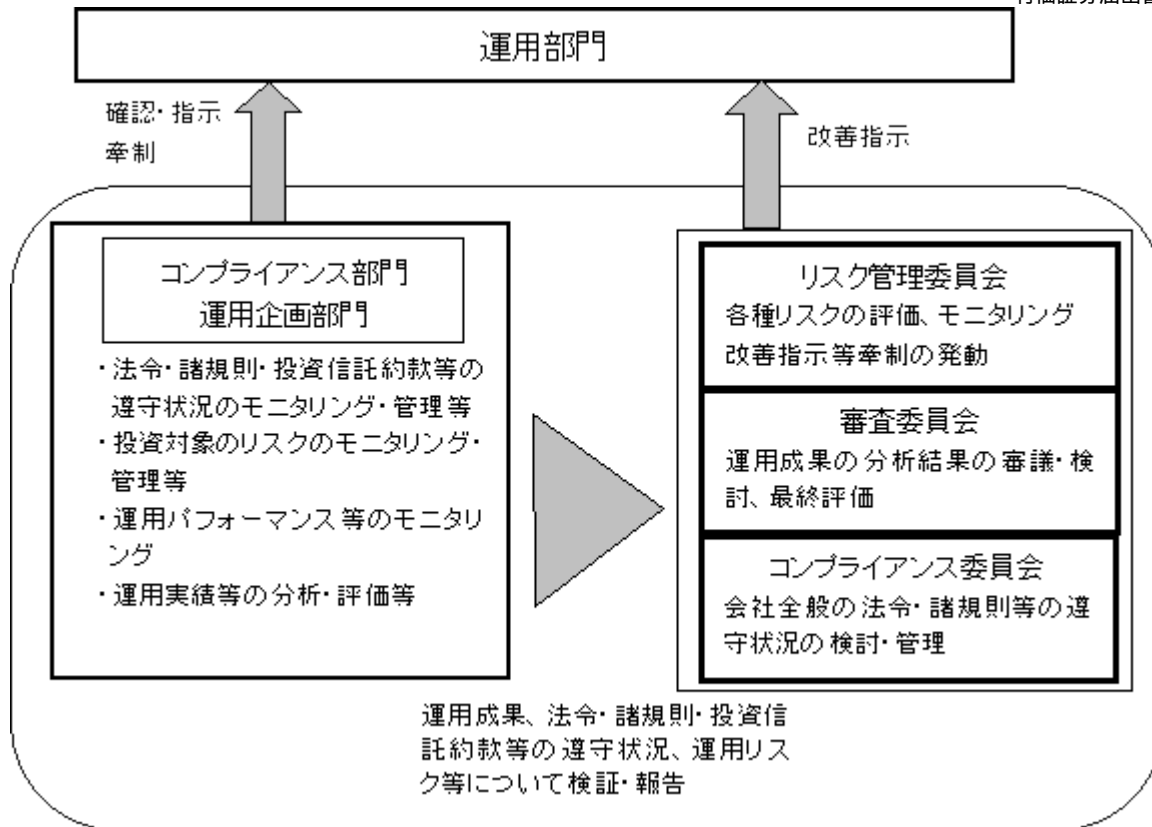 運用部門
確認・指示
牽制
改善指示
コンプライアンス部門
運用企画部門
・法令・諸規則・投資信託約款等の
遵守状況のモニタリング・管理等
・投資対象のリスクのモニタリング・
管理等
・運用パフォーマンス等のモニタリ
ング
・運用実績等の分析・評価等
リスク管理委員会
各種リスクの評価、モニタリング
改善指示等牽制の発動
審査委員会
運用成果の分析結果の審議・検
討、最終評価
コンプライアンス委員会
会社全般の法令・諸規則等の遵
守状況の検討・管理
運用成果、法令・諸規則・投資信
託約款等の遵守状況、運用リス
ク等について検証・報告